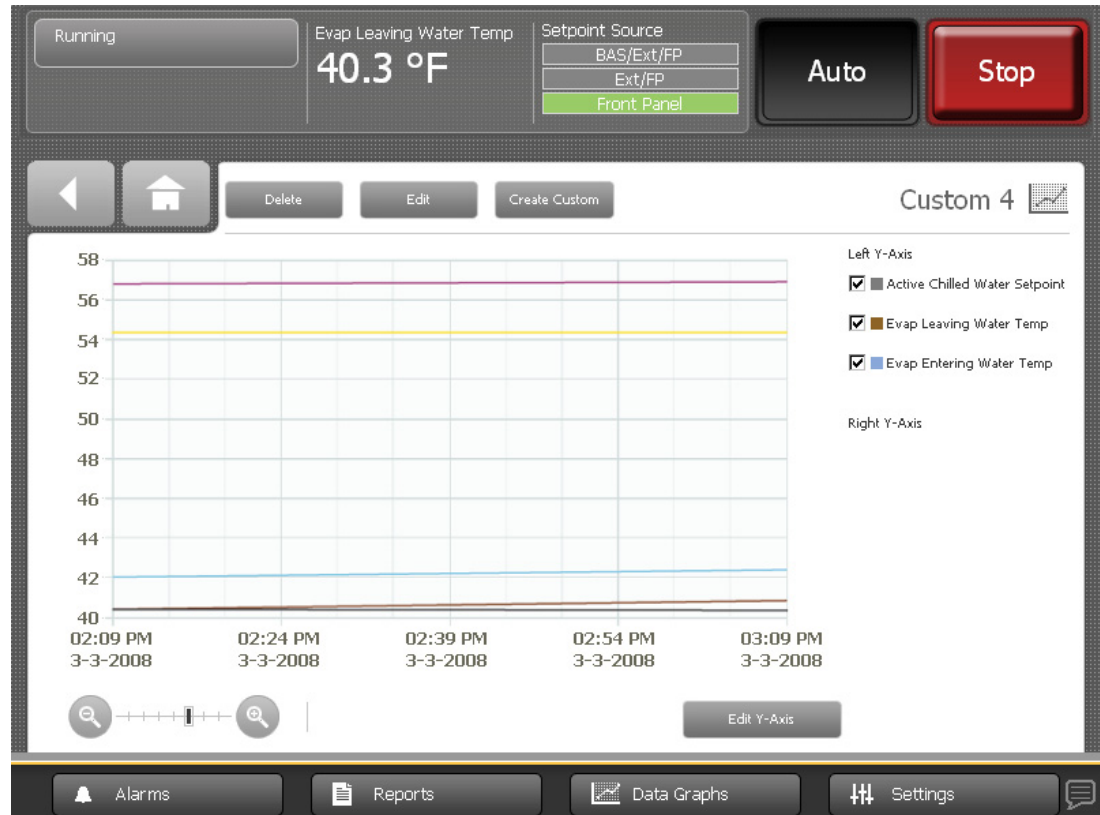 Running
Evap Leaving Water Temp
40.3 °F
Setpoint Source
BAS/Ext/FP
Ext/FP
Front Panel
Auto
Stop
Delete
Edit
Create Custom
Custom 4
58
56
54
52
50
48
46
44
42
40
02:09 PM
3-3-2008
02:24 PM
3-3-2008
02:39 PM
3-3-2008
02:54 PM
3-3-2008
03:09 PM
3-3-2008
Left Y-Axis
Active Chilled Water Setpoint
Evap Leaving Water Temp
Evap Entering Water Temp
Right Y-Axis
Edit Y-Axis
Alarms
Reports
Data Graphs
Settings